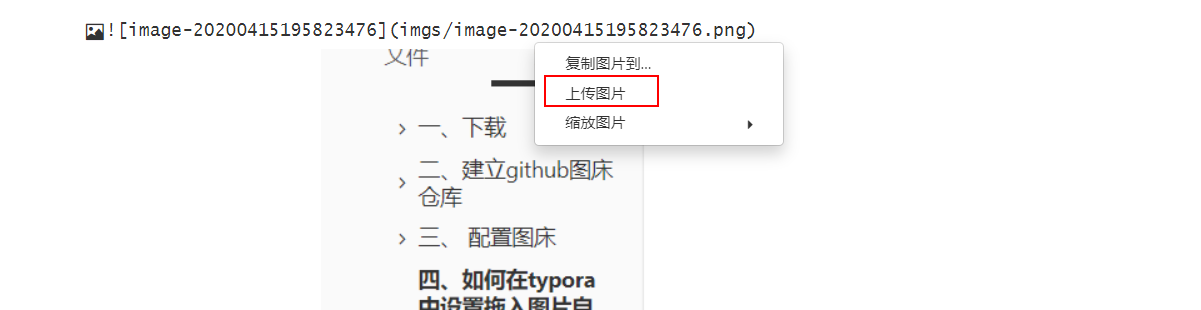 ![image-20200415195823476](imgs/image-20200415195823476.png)
文件
复制图片到...
上传图片
缩放图片
一、下载
二、建立github图床
仓库
三、 配置图床
四、如何在typora
中设置拖入图片自